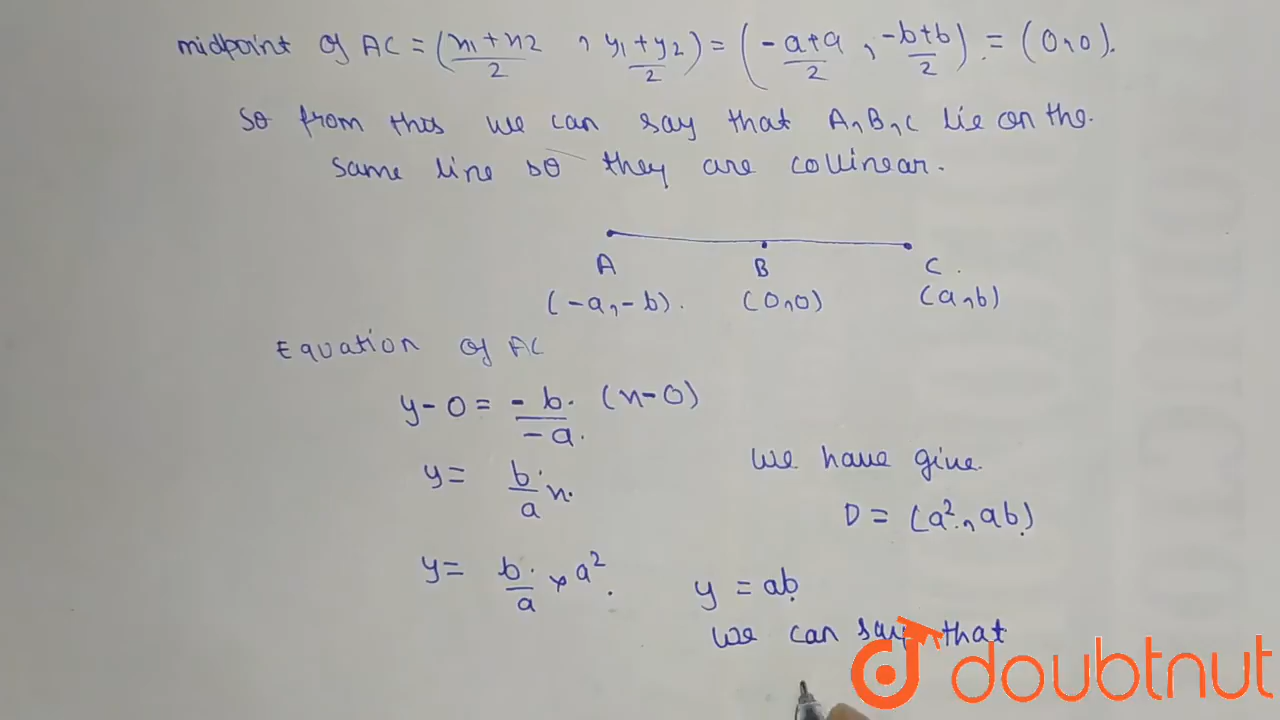 midpoint of AC = (x₁+x₂/2 , y₁+y₂/2) = (-a+a/2 , -b+b/2) = (0,0).
So from this we can say that A,B,C lie on the.
same line so they are collinear.
A B C.
(-a,-b). (0,0) (a,b)
Equation of AC
y-0 = -b/-a. (x-0)
y = b/a x.
We have give.
D = (a²,ab)
y = b/a × a².
y = ab
We can say that
doubtnut